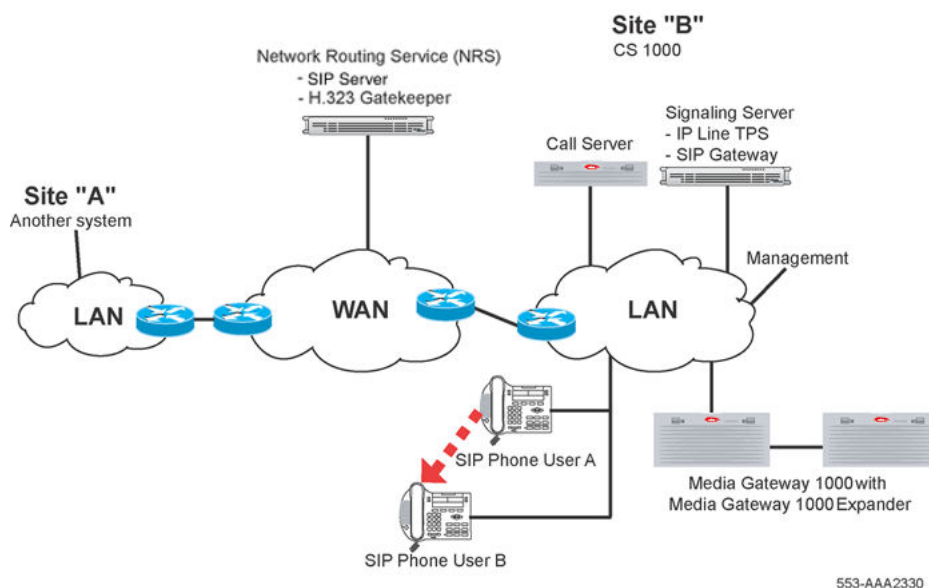 Site "B"
CS 1000
Network Routing Service (NRS)
- SIP Server
- H.323 Gatekeeper
Signaling Server
- IP Line TPS
- SIP Gateway
Call Server
Site "A"
Another system
Management
LAN
WAN
LAN
SIP Phone User A
Media Gateway 1000 with
Media Gateway 1000 Expander
SIP Phone User B
553-AAA2330